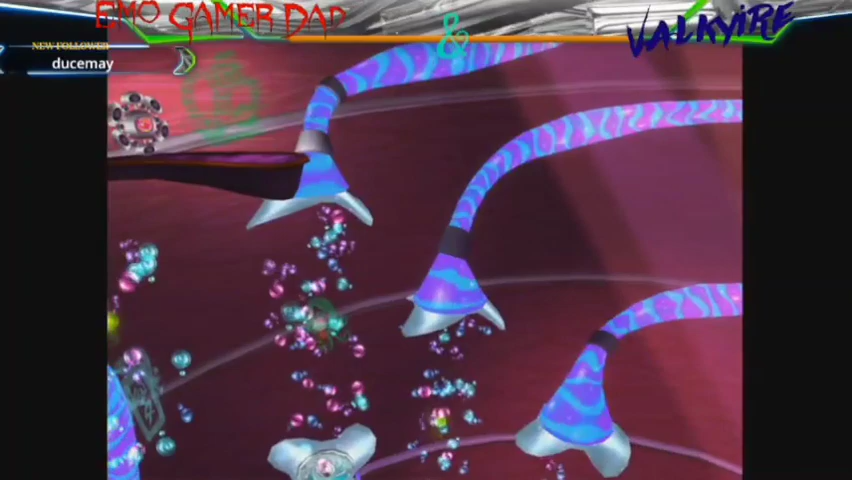 EMO GAMER DAD
&
VALKYIRE
NEW FOLLOWER
ducemay